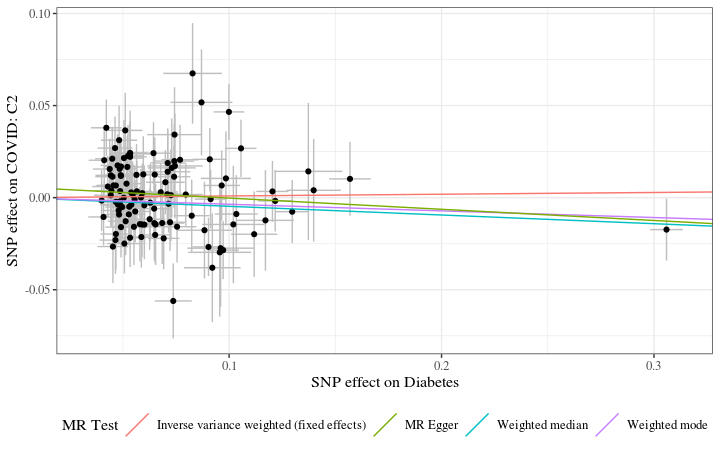 0.10
0.05
0.00
-0.05
SNP effect on COVID: C2
0.1 0.2 0.3
SNP effect on Diabetes
MR Test Inverse variance weighted (fixed effects) MR Egger Weighted median Weighted mode